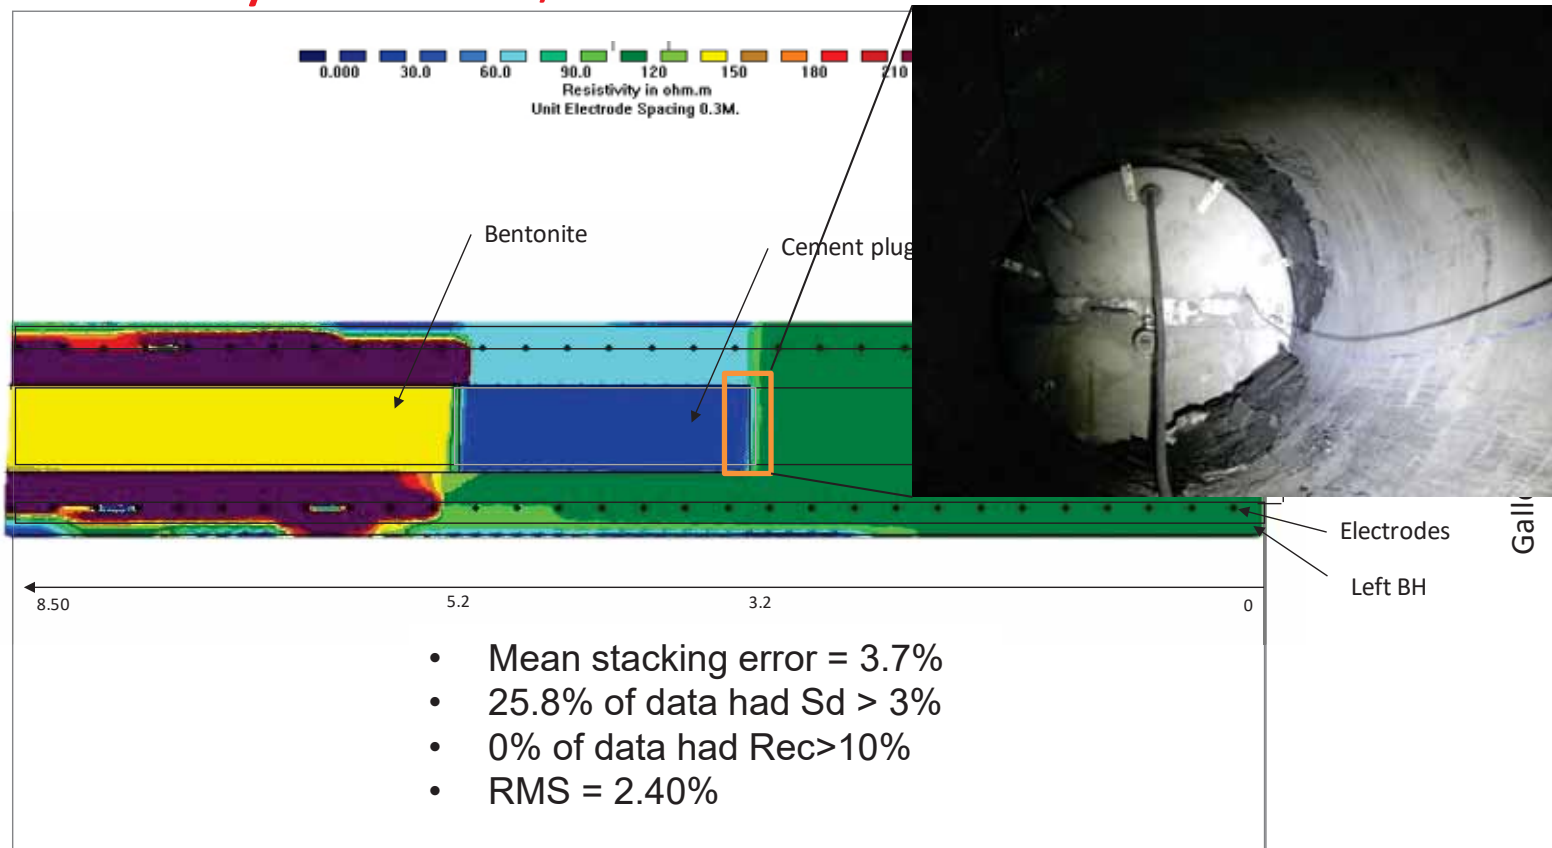 0.000 30.0 60.0 90.0 120 150 180 210
Resistivity in ohm.m
Unit Electrode Spacing 0.3M.
Bentonite
Cement plug
Electrodes
Left BH
8.50 5.2 3.2 0
• Mean stacking error = 3.7%
• 25.8% of data had Sd > 3%
• 0% of data had Rec>10%
• RMS = 2.40%